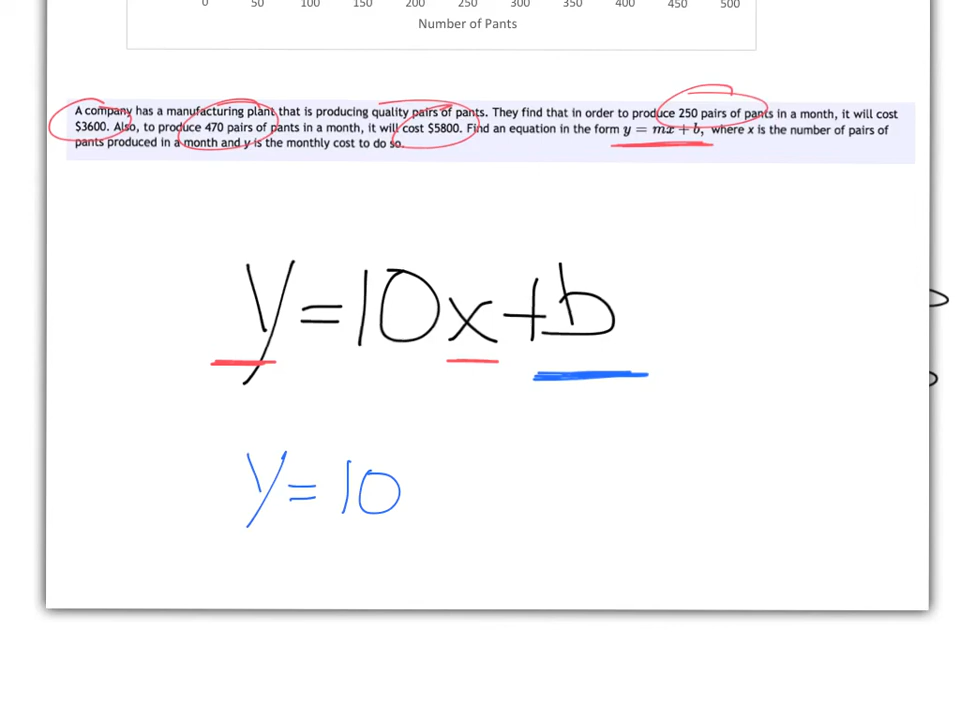 0 50 100 150 200 250 300 350 400 450 500
Number of Pants
A company has a manufacturing plant that is producing quality pairs of pants. They find that in order to produce 250 pairs of pants in a month, it will cost
$3600. Also, to produce 470 pairs of pants in a month, it will cost $5800. Find an equation in the form y = mx + b, where x is the number of pairs of
pants produced in a month and y is the monthly cost to do so.
y=10x+b
y=10